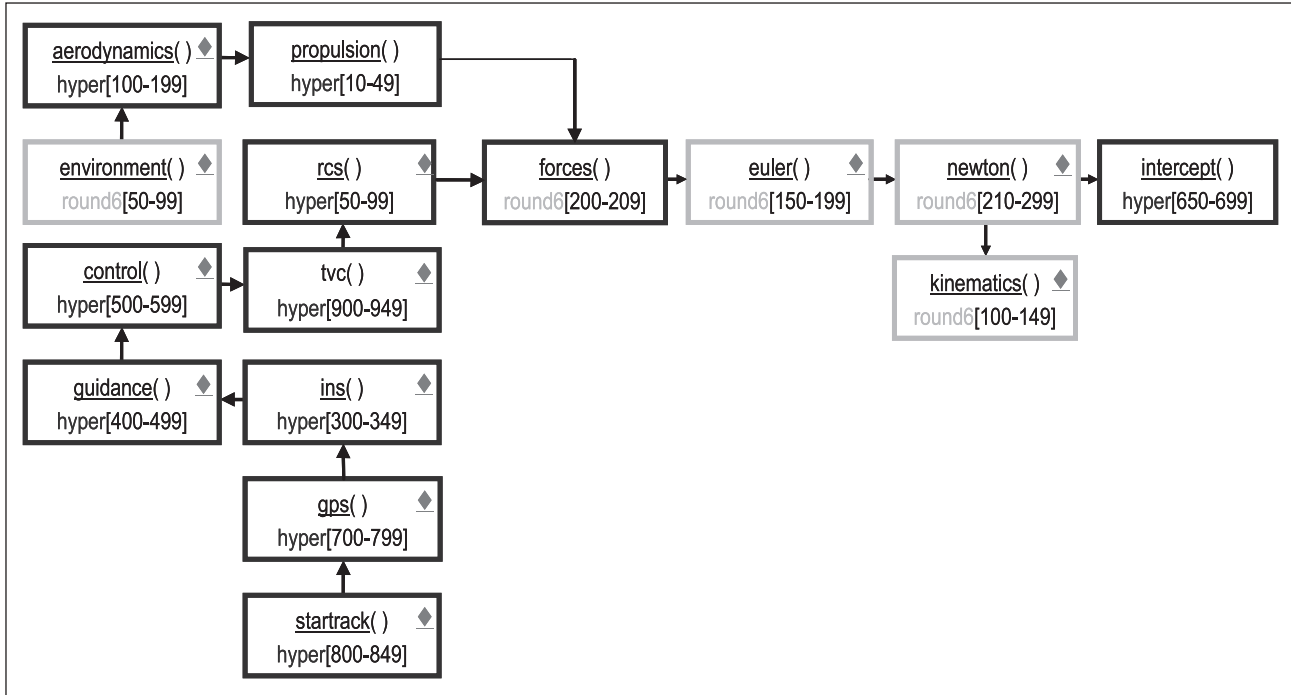 aerodynamics( )
hyper[100-199]
propulsion( )
hyper[10-49]
environment( )
round6[50-99]
rcs( )
hyper[50-99]
forces( )
round6[200-209]
euler( )
round6[150-199]
newton( )
round6[210-299]
intercept( )
hyper[650-699]
control( )
hyper[500-599]
tvc( )
hyper[900-949]
kinematics( )
round6[100-149]
guidance( )
hyper[400-499]
ins( )
hyper[300-349]
gps( )
hyper[700-799]
startrack( )
hyper[800-849]